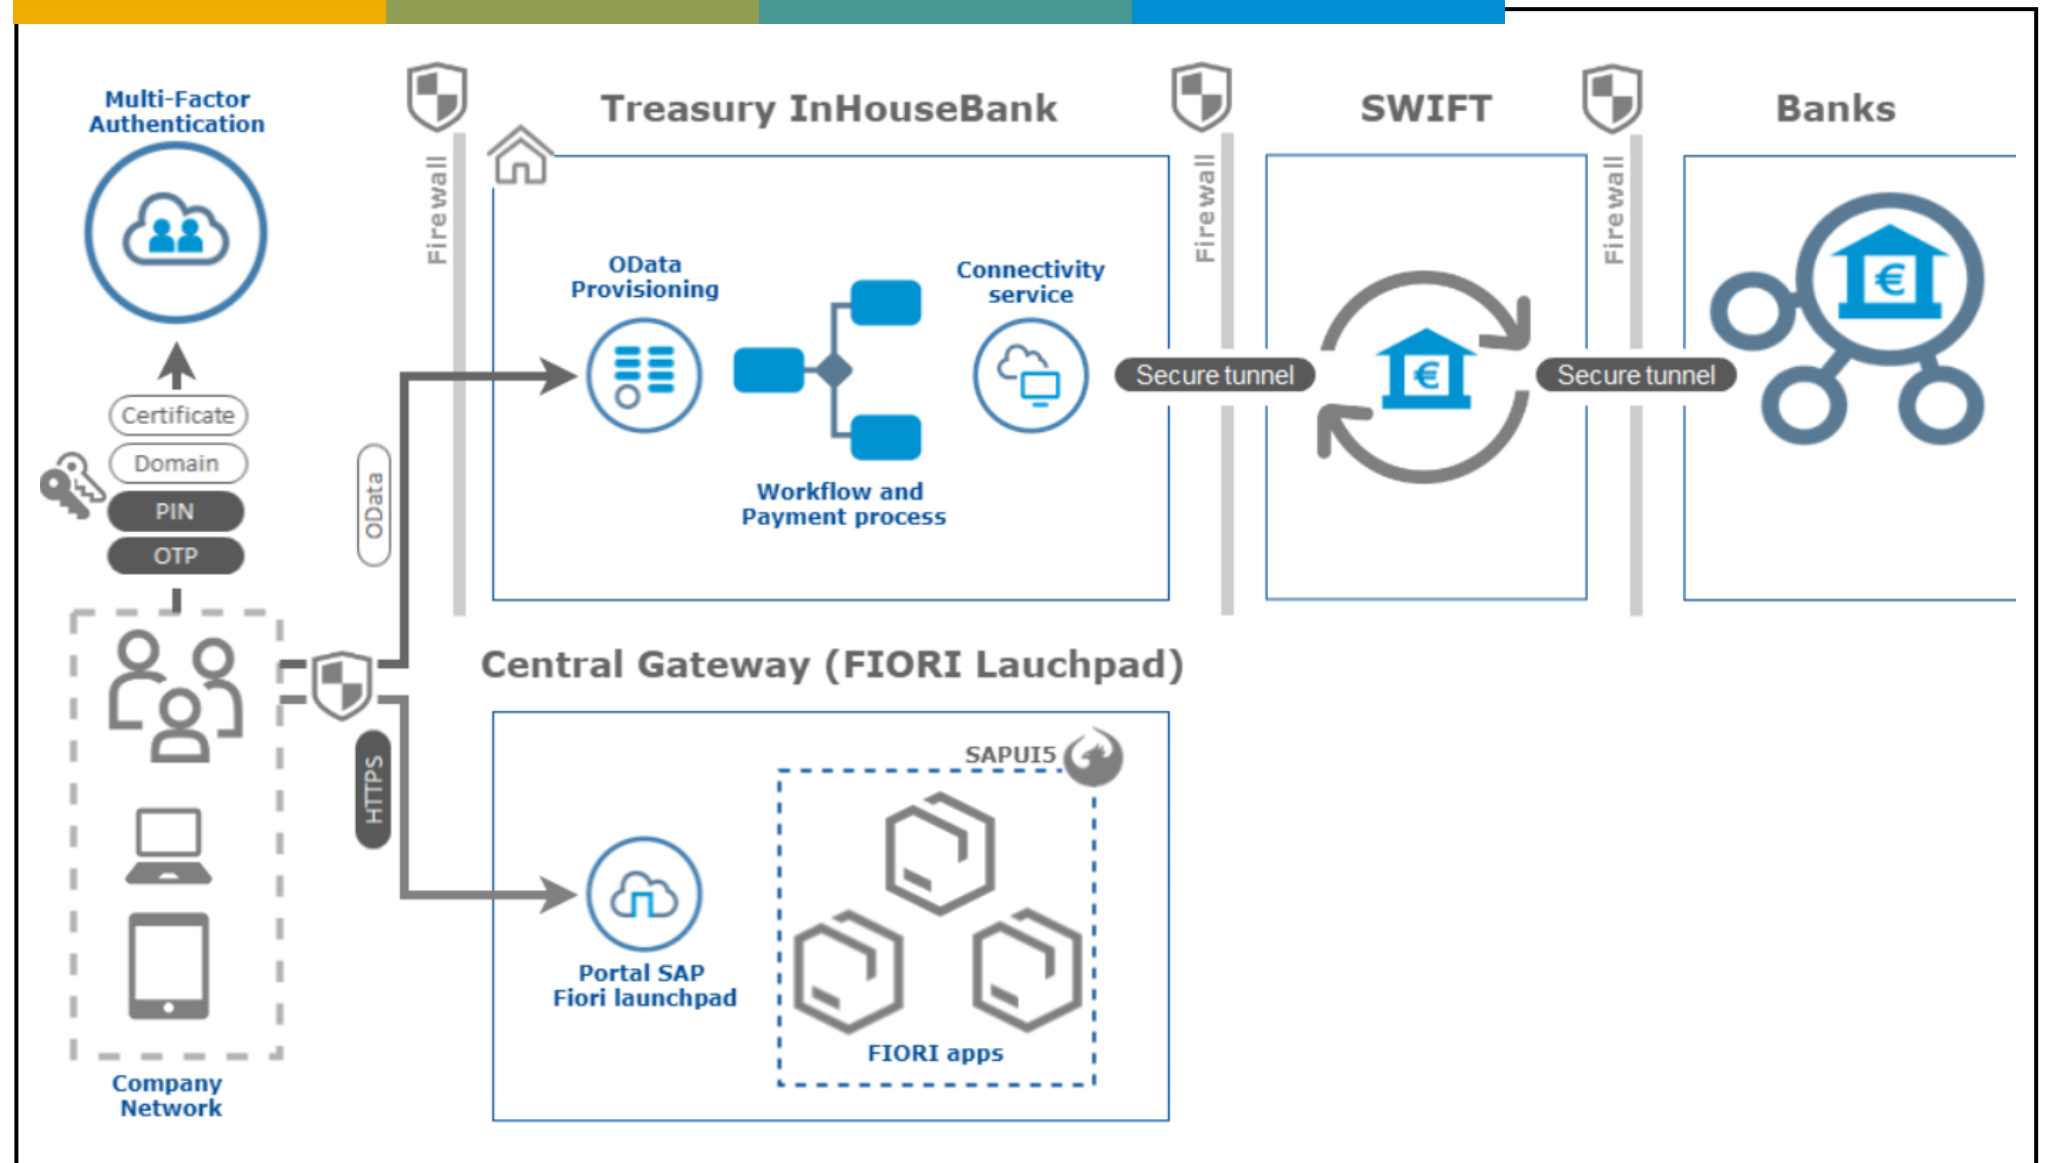 Multi-Factor
Authentication
Certificate
Domain
PIN
OTP
Company
Network
OData
HTTPS
Firewall
Treasury InHouseBank
OData
Provisioning
Workflow and
Payment process
Connectivity
service
Firewall
Secure tunnel
SWIFT
Firewall
Secure tunnel
Banks
€
€
Central Gateway (FIORI Lauchpad)
Portal SAP
Fiori launchpad
SAPUI5
FIORI apps